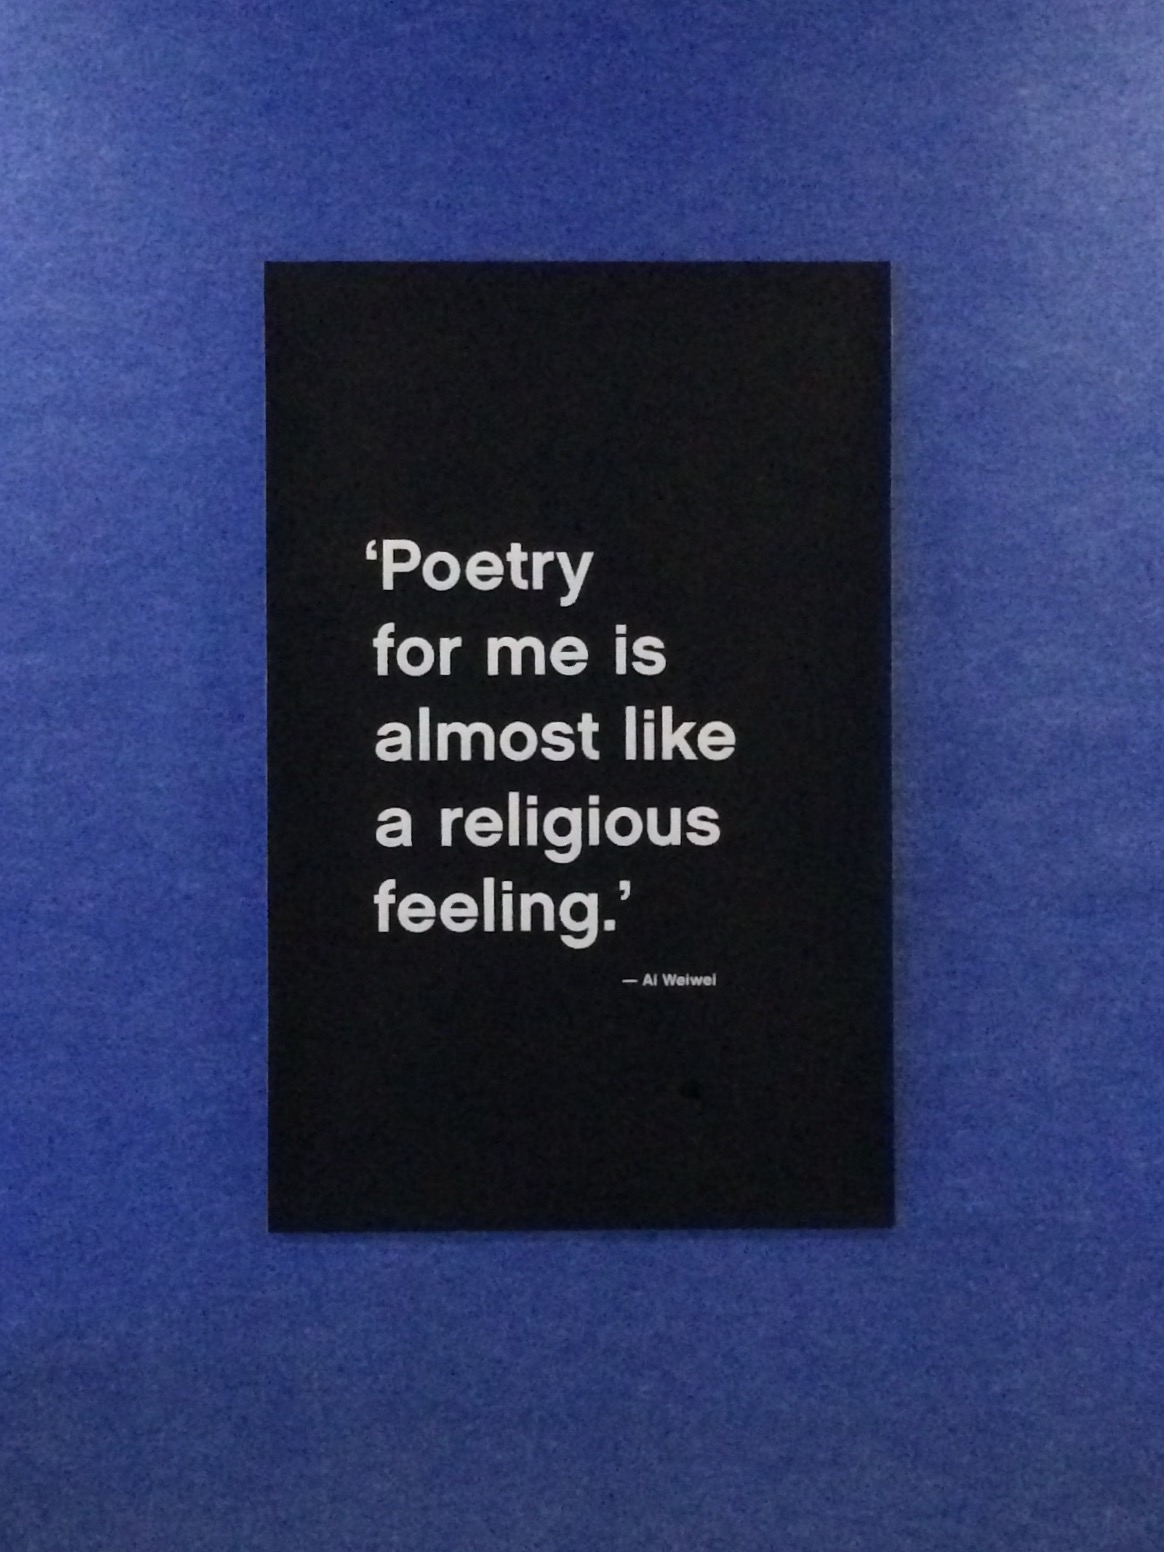 ‘Poetry
for me is
almost like
a religious
feeling.’
— Ai Weiwei